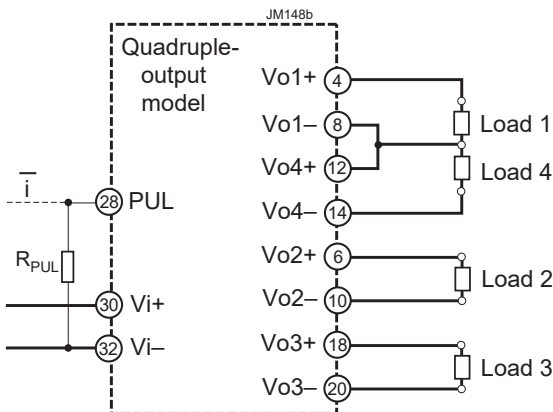 JM148b
Quadruple-
output
model
Vo1+ 4
Vo1– 8
Load 1
Vo4+ 12
Load 4
i
28 PUL
Vo4– 14
Vo2+ 6
RPUL
Load 2
30 Vi+
Vo2– 10
32 Vi–
Vo3+ 18
Load 3
Vo3– 20